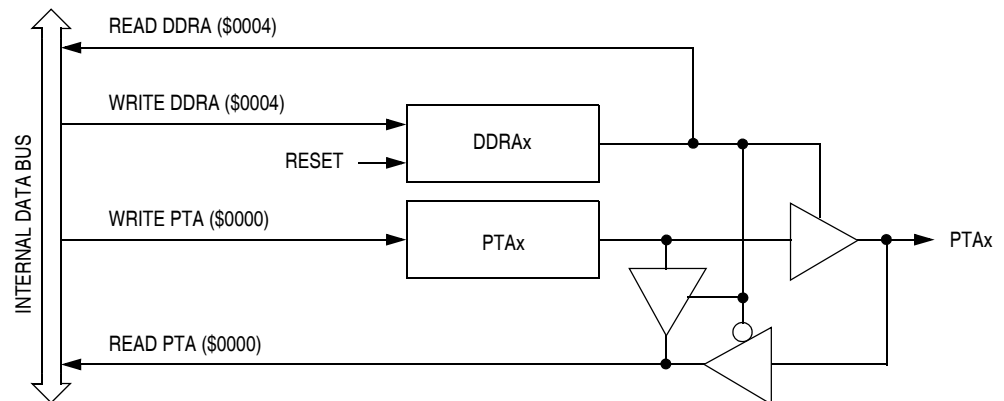 READ DDRA ($0004)
WRITE DDRA ($0004)
DDRAx
RESET
WRITE PTA ($0000)
PTAx
PTAx
READ PTA ($0000)
INTERNAL DATA BUS